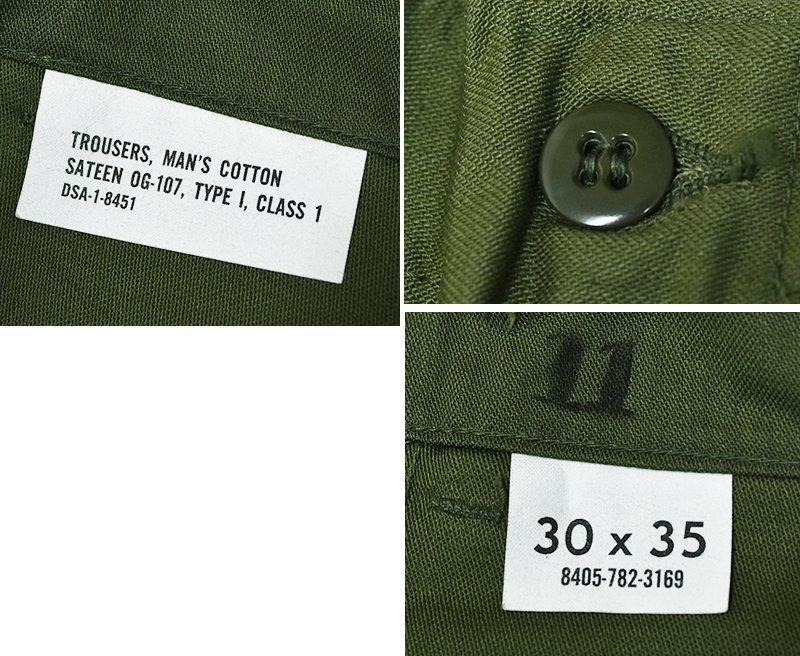 TROUSERS, MAN'S COTTON
SATEEN OG-107, TYPE I, CLASS 1
DSA-1-8451
11
30 x 35
8405-782-3169